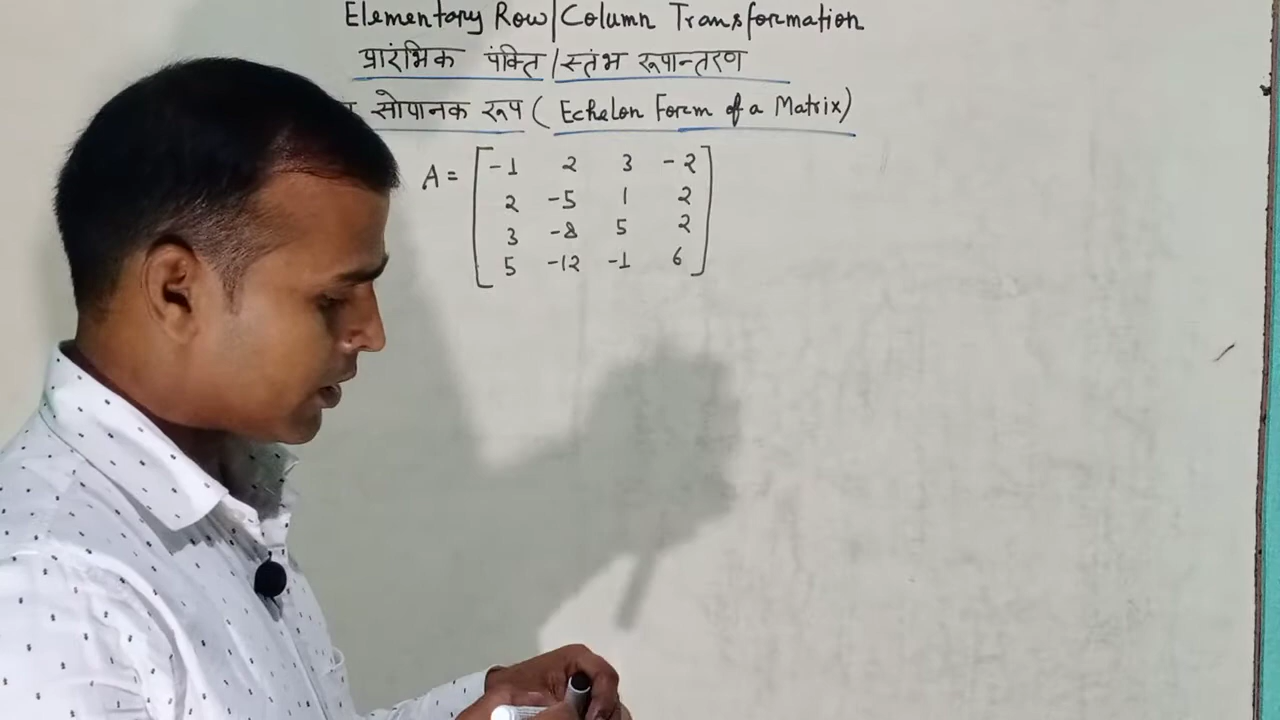 Elementary Row/Column Transformation
प्रारंभिक पंक्ति/स्तंभ रूपान्तरण
सोपानक रूप (Echelon Form of a Matrix)
A = [ -1 2 3 -2
2 -5 1 2
3 -8 5 2
5 -12 -1 6 ]